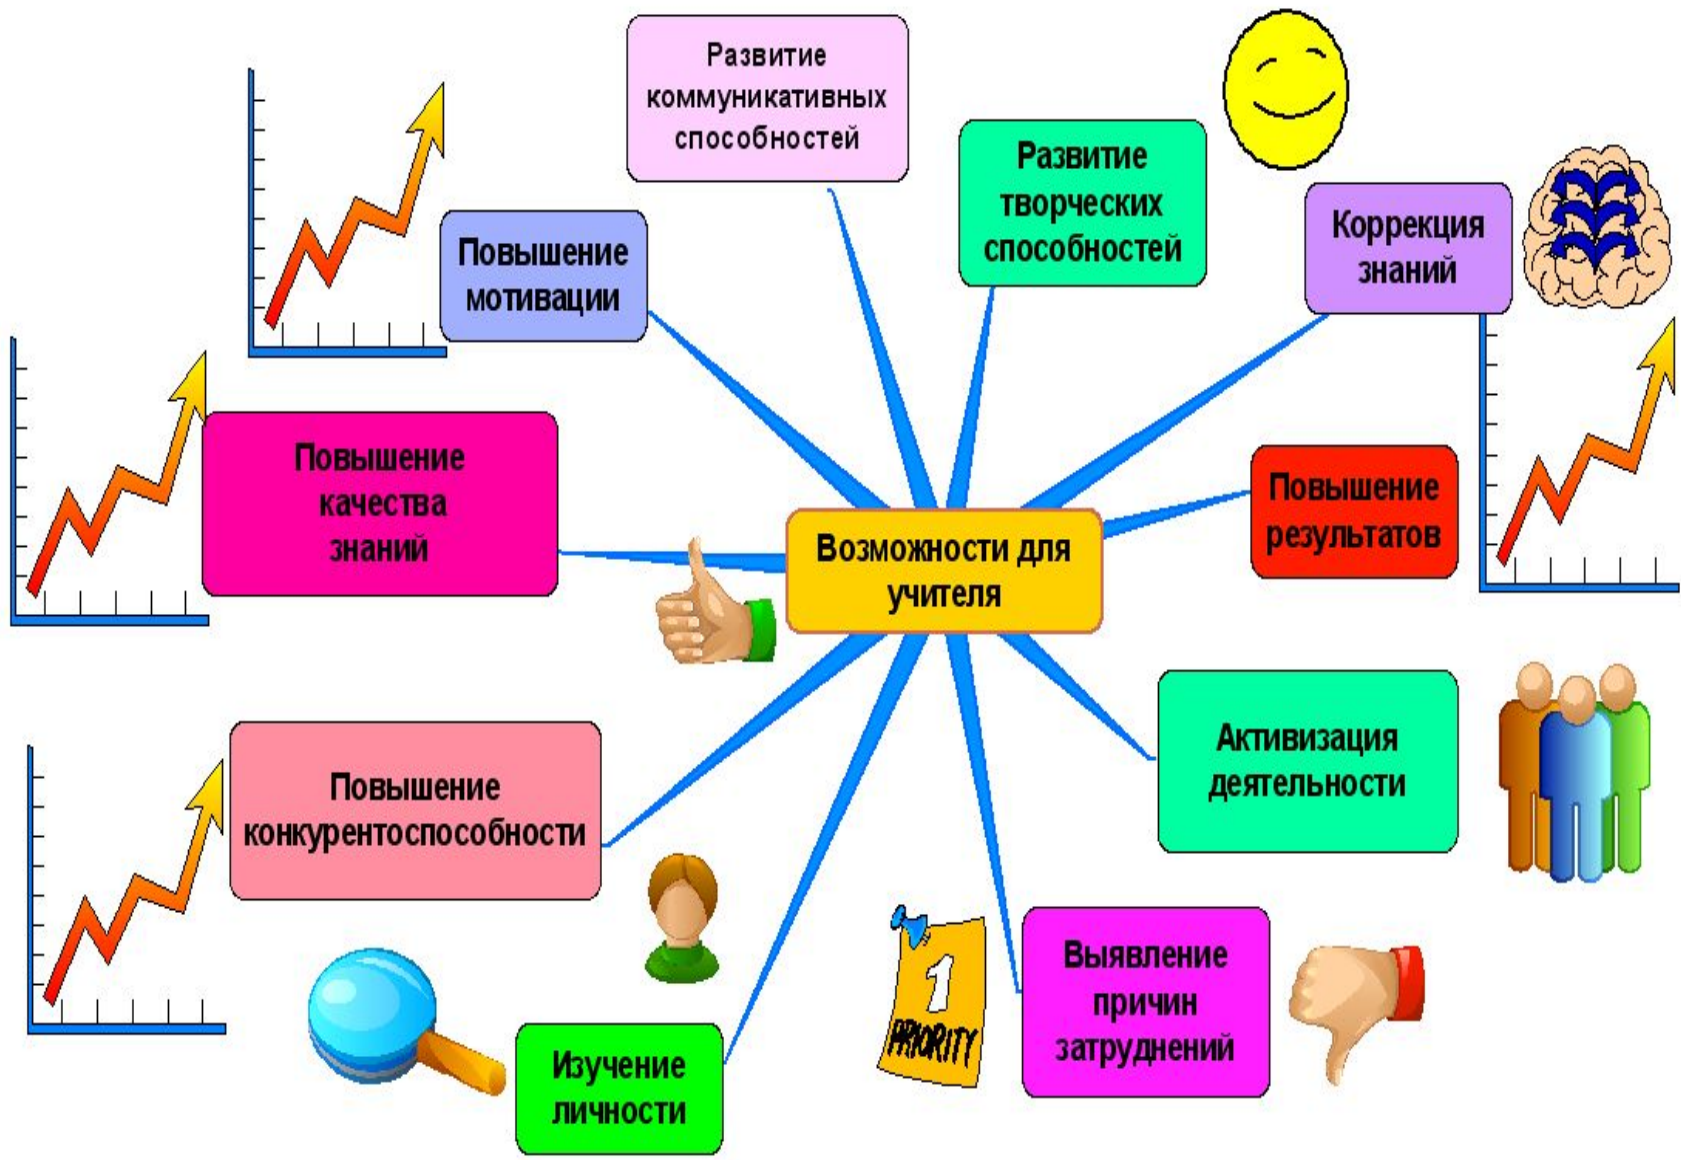 Развитие
коммуникативных
способностей
Развитие
творческих
способностей
Коррекция
знаний
Повышение
мотивации
Повышение
качества
знаний
Повышение
результатов
Возможности для
учителя
Активизация
деятельности
Повышение
конкурентоспособности
Выявление
причин
затруднений
1
PRIORITY
Изучение
личности